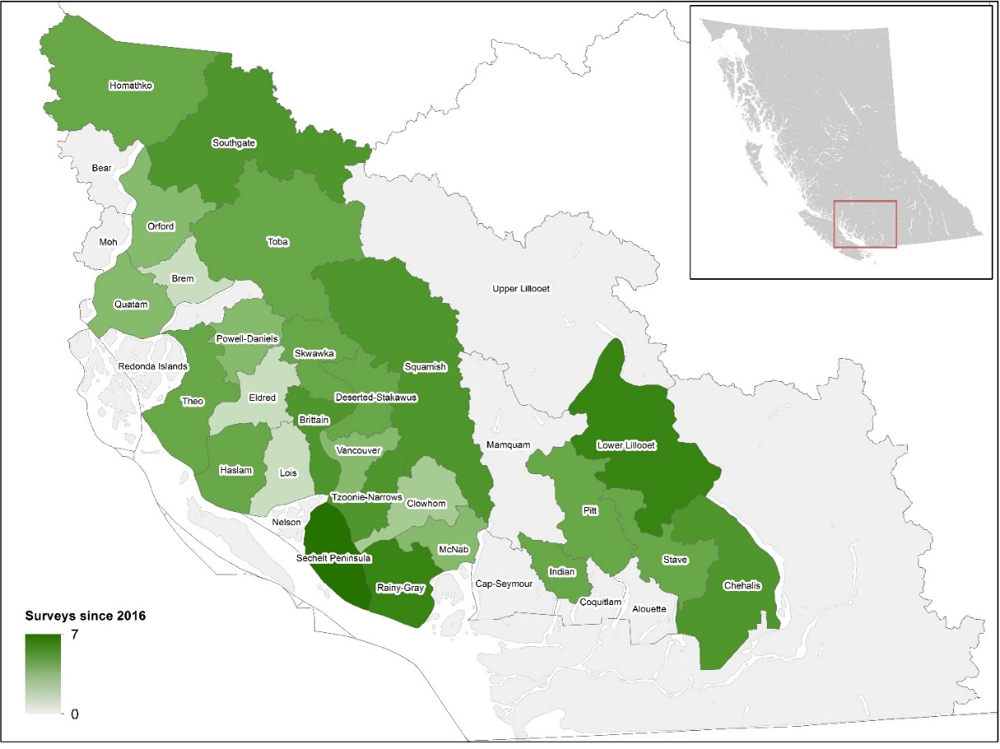 Homathko
Southgate
Bear
Orford
Moh
Toba
Brem
Upper Lillooet
Quatam
Powell-Daniels
Skwawka
Redonda Islands
Squamish
Eldred
Deserted-Stakawus
Theo
Brittain
Mamquam
Lower Lillooet
Vancouver
Haslam
Lois
Tzoonie-Narrows
Clowhom
Pitt
Nelson
McNab
Sechelt Peninsula
Stave
Indian
Cap-Seymour
Chehalis
Rainy-Gray
Coquitlam
Alouette
Surveys since 2016
7
0